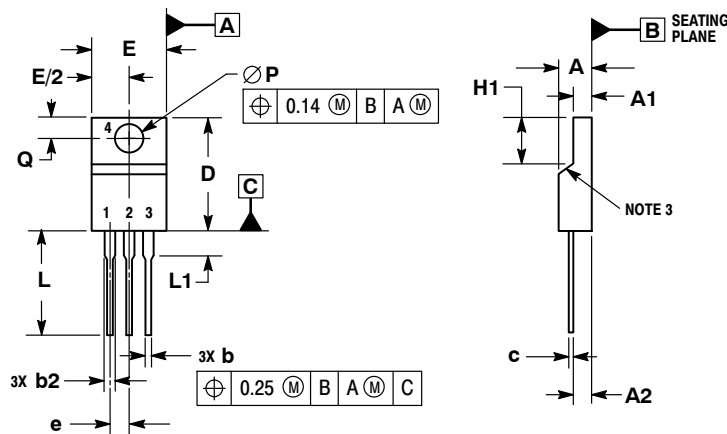 A
E
E/2
∅ P
⌖ 0.14 Ⓜ B A Ⓜ
4
Q
D
C
1 2 3
L
L1
3X b
3X b2
⌖ 0.25 Ⓜ B A Ⓜ C
e
B SEATING
PLANE
A
H1
A1
NOTE 3
c
A2